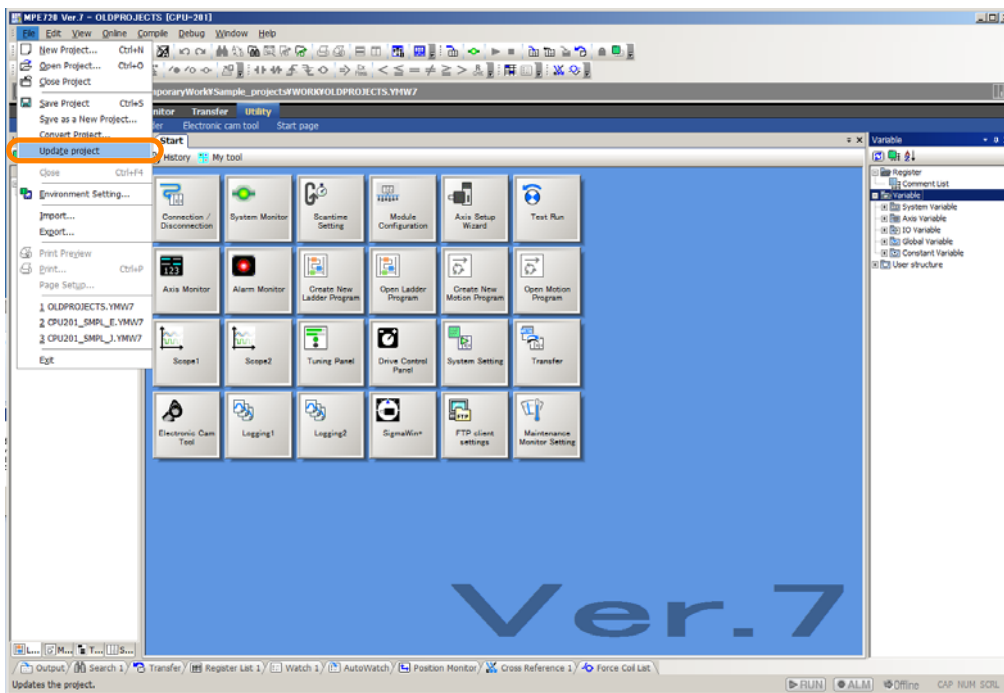 MPE720 Ver.7 - OLDPROJECTS [CPU-201]
File Edit View Online Compile Debug Window Help
New Project... Ctrl+N
Open Project... Ctrl+O
Close Project
Save Project Ctrl+S
Save as a New Project...
Convert Project...
Update project
Close Ctrl+F4
Environment Setting...
Import...
Export...
Print Preview
Print... Ctrl+P
Page Setup...
1 OLDPROJECTS.YMW7
2 CPU201_SMPL_E.YMW7
3 CPU201_SMPL_J.YMW7
Exit
mporaryWork¥Sample_projects¥WORK¥OLDPROJECTS.YMW7
nitor Transfer Utility
ler Electronic cam tool Start page
Start
History My tool
Connection / Disconnection
System Monitor
Scantime Setting
Module Configuration
Axis Setup Wizard
Test Run
123
Axis Monitor
Alarm Monitor
Create New Ladder Program
Open Ladder Program
Create New Motion Program
Open Motion Program
Scope1
Scope2
Tuning Panel
Drive Control Panel
System Setting
Transfer
Electronic Cam Tool
Logging1
Logging2
SigmaWin+
FTP
FTP client settings
Maintenance Monitor Setting
Ver.7
Variable
Register
Comment List
Variable
System Variable
Axis Variable
IO Variable
Global Variable
Constant Variable
User structure
L... M... T... S...
Output Search 1 Transfer Register List 1 Watch 1 AutoWatch Position Monitor Cross Reference 1 Force Coil List
Updates the project. RUN ALM Offline CAP NUM SCRL